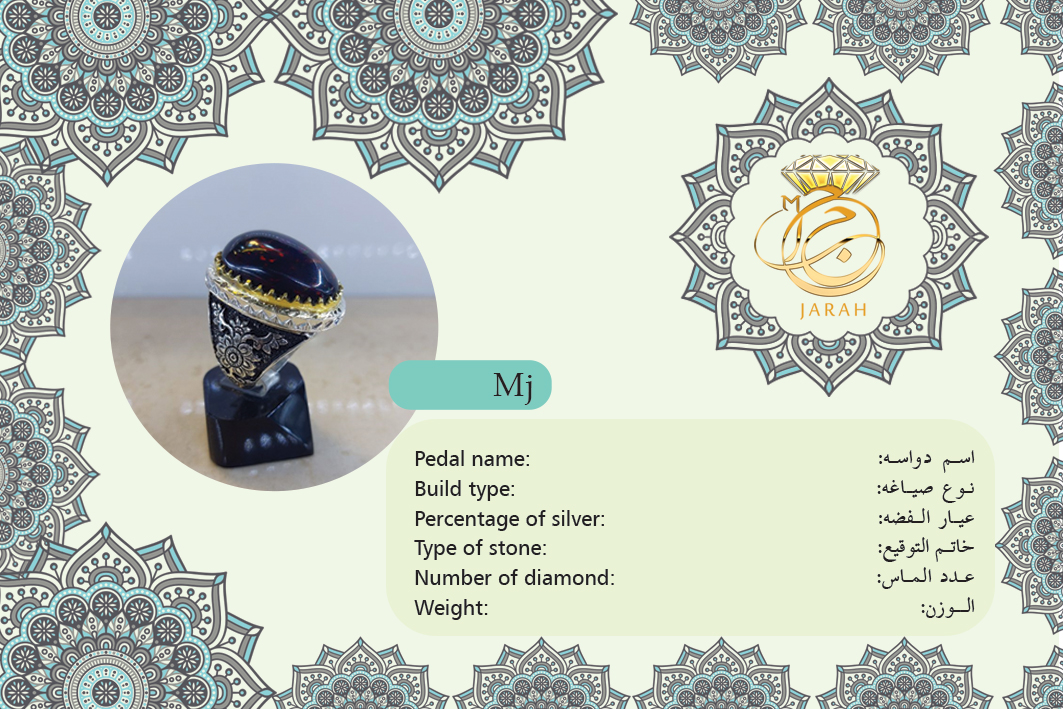 M
جراح
JARAH
Mj
Pedal name:
اسم دواسه:
Build type:
نوع صياغه:
Percentage of silver:
عيار الفضه:
Type of stone:
خاتم التوقيع:
Number of diamond:
عدد الماس:
Weight:
الوزن: